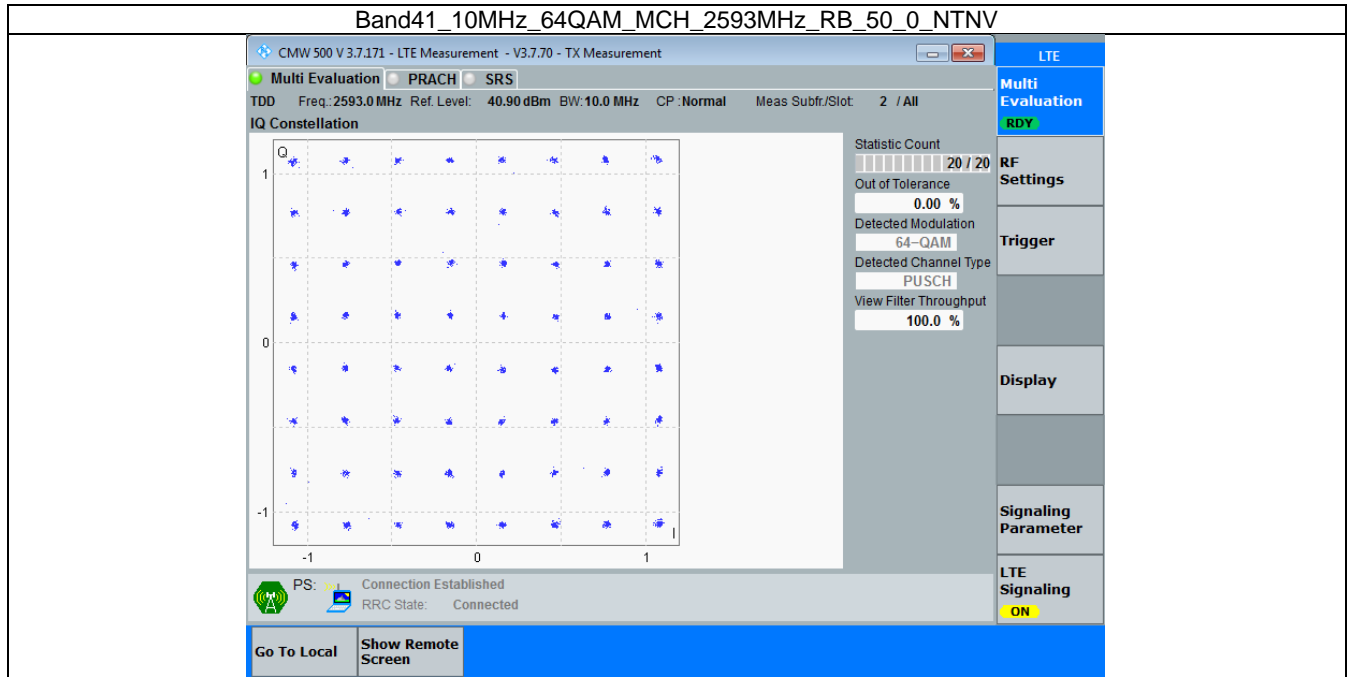 Band41_10MHz_64QAM_MCH_2593MHz_RB_50_0_NTNV
CMW 500 V 3.7.171 - LTE Measurement - V3.7.70 - TX Measurement
LTE
Multi Evaluation PRACH SRS
Multi
Evaluation
RDY
TDD Freq.: 2593.0 MHz Ref. Level: 40.90 dBm BW: 10.0 MHz CP : Normal Meas Subfr./Slot: 2 / All
IQ Constellation
Q
1
0
-1
-1 0 1
I
Statistic Count
20 / 20
Out of Tolerance
0.00 %
Detected Modulation
64-QAM
Detected Channel Type
PUSCH
View Filter Throughput
100.0 %
RF
Settings
Trigger
Display
Signaling
Parameter
LTE
Signaling
ON
PS: Connection Established
RRC State: Connected
Go To Local
Show Remote
Screen